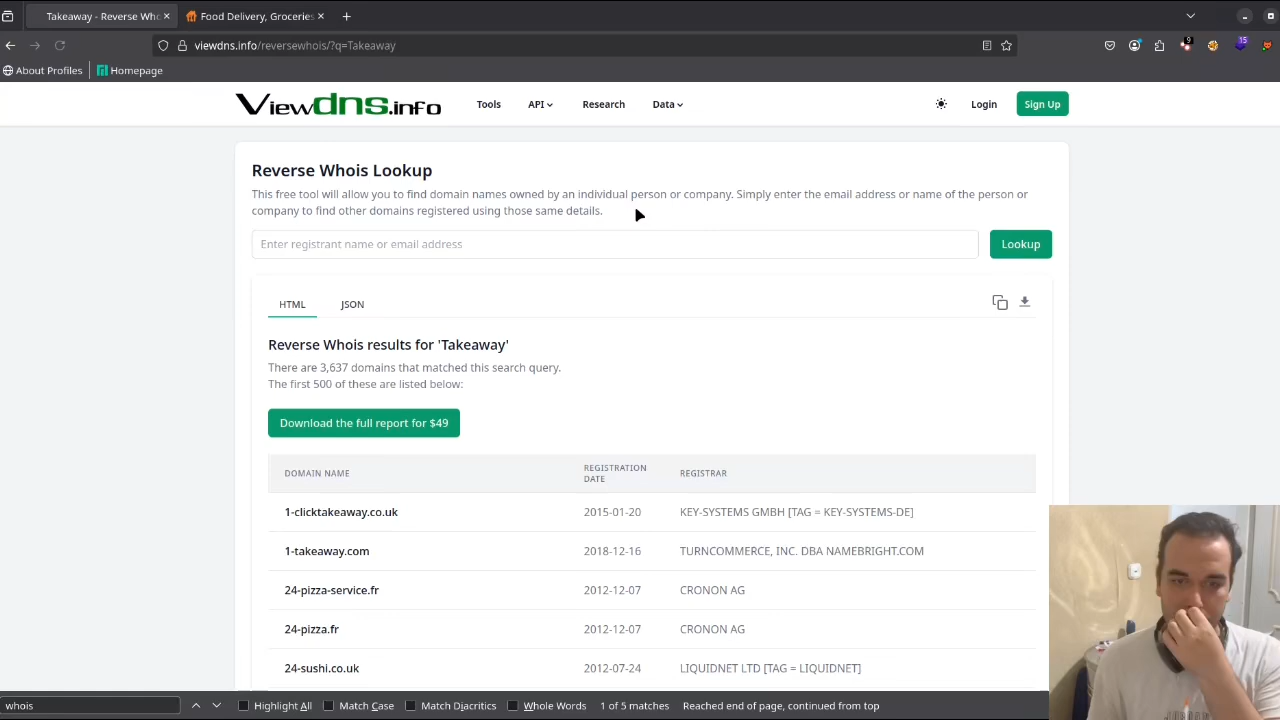 Takeaway - Reverse Who
Food Delivery, Groceries
viewdns.info/reversewhois/?q=Takeaway
9
15
About Profiles
Homepage
Viewdns.info
Tools
API
Research
Data
Login
Sign Up
Reverse Whois Lookup
This free tool will allow you to find domain names owned by an individual person or company. Simply enter the email address or name of the person or
company to find other domains registered using those same details.
Enter registrant name or email address
Lookup
HTML
JSON
Reverse Whois results for 'Takeaway'
There are 3,637 domains that matched this search query.
The first 500 of these are listed below:
Download the full report for $49
DOMAIN NAME
REGISTRATION
DATE
REGISTRAR
1-clicktakeaway.co.uk 2015-01-20 KEY-SYSTEMS GMBH [TAG = KEY-SYSTEMS-DE]
1-takeaway.com 2018-12-16 TURNCOMMERCE, INC. DBA NAMEBRIGHT.COM
24-pizza-service.fr 2012-12-07 CRONON AG
24-pizza.fr 2012-12-07 CRONON AG
24-sushi.co.uk 2012-07-24 LIQUIDNET LTD [TAG = LIQUIDNET]
whois
Highlight All
Match Case
Match Diacritics
Whole Words
1 of 5 matches
Reached end of page, continued from top